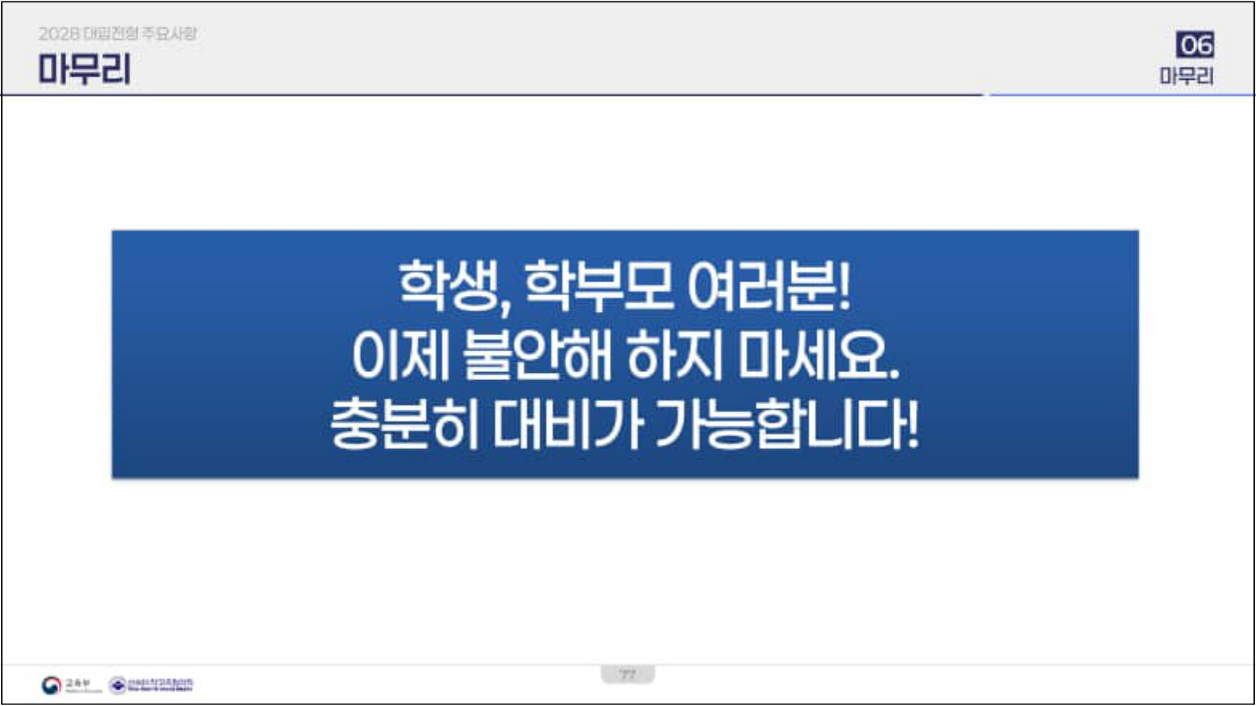 2028 대입전형 주요사항
마무리
06
마무리
학생, 학부모 여러분!
이제 불안해 하지 마세요.
충분히 대비가 가능합니다!
77
교육부